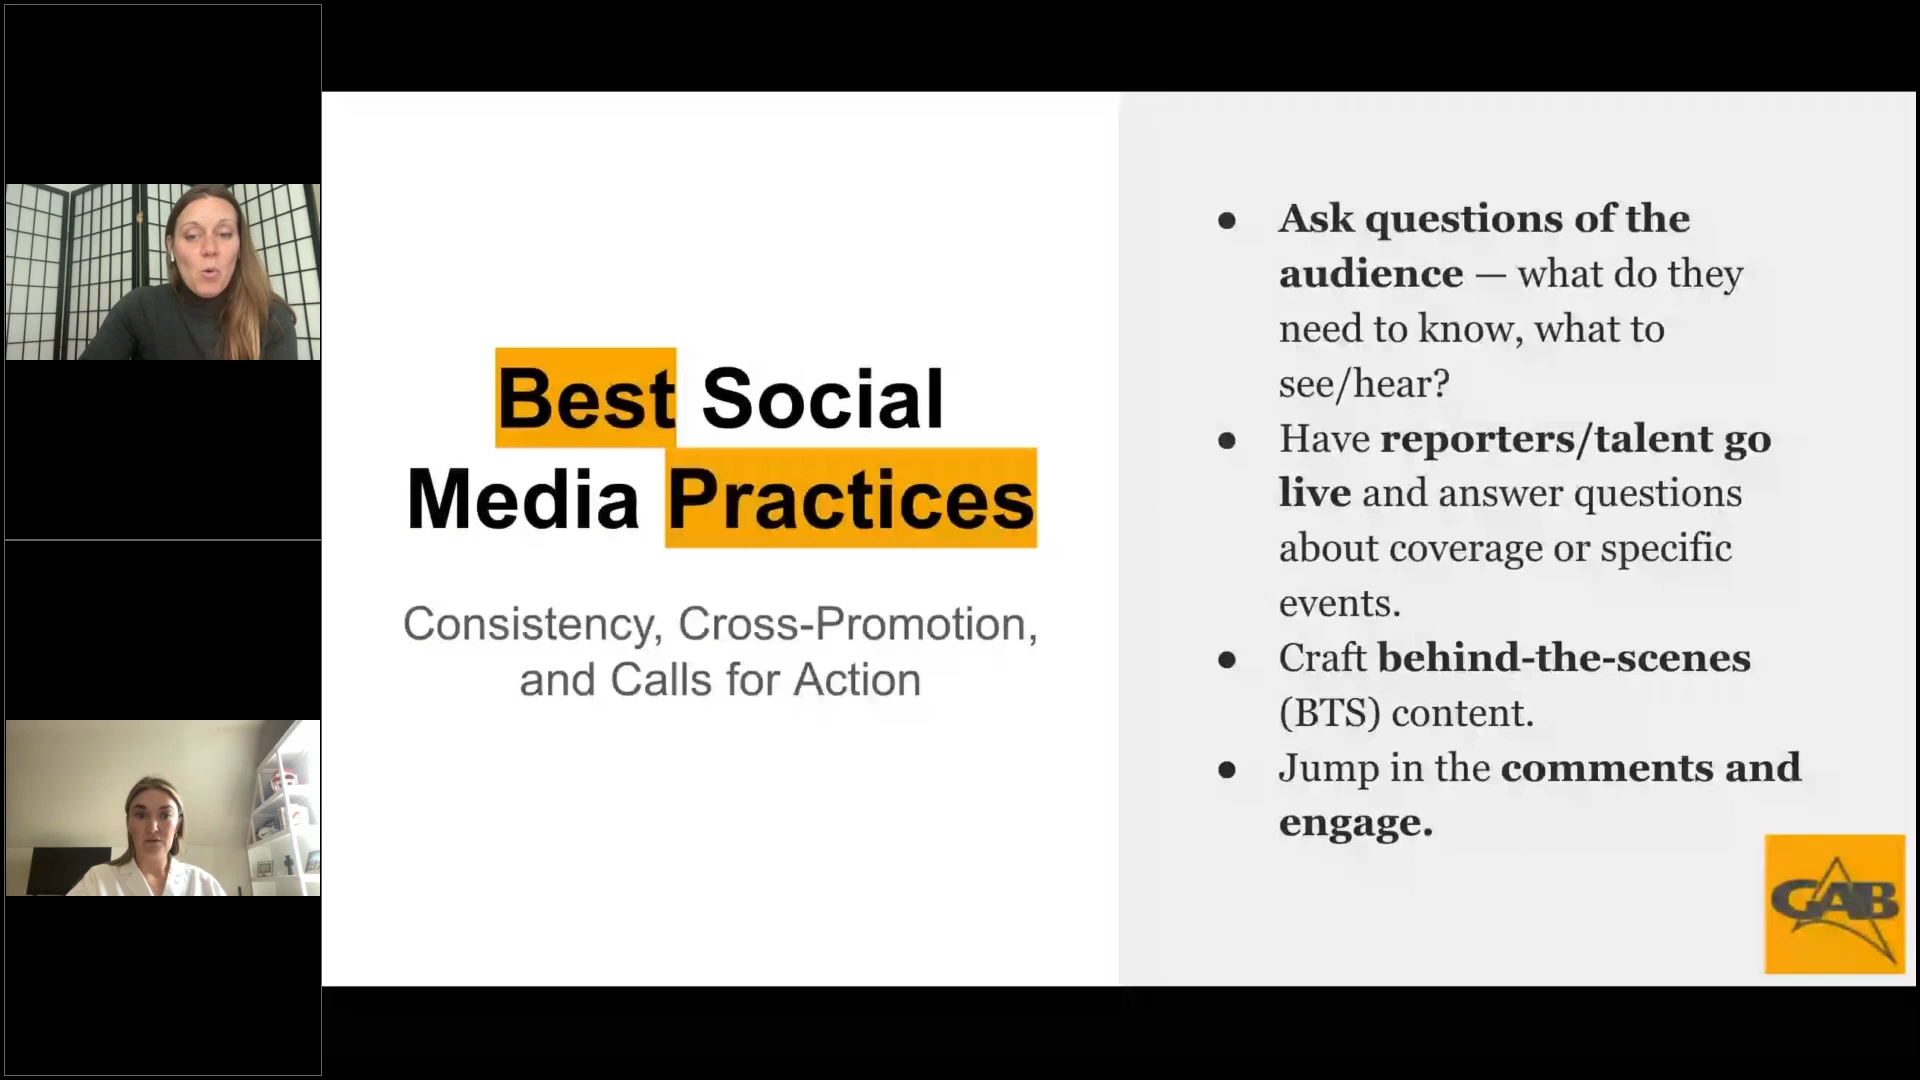 Best Social
Media Practices
Consistency, Cross-Promotion,
and Calls for Action
● Ask questions of the
audience — what do they
need to know, what to
see/hear?
● Have reporters/talent go
live and answer questions
about coverage or specific
events.
● Craft behind-the-scenes
(BTS) content.
● Jump in the comments and
engage.
GAB